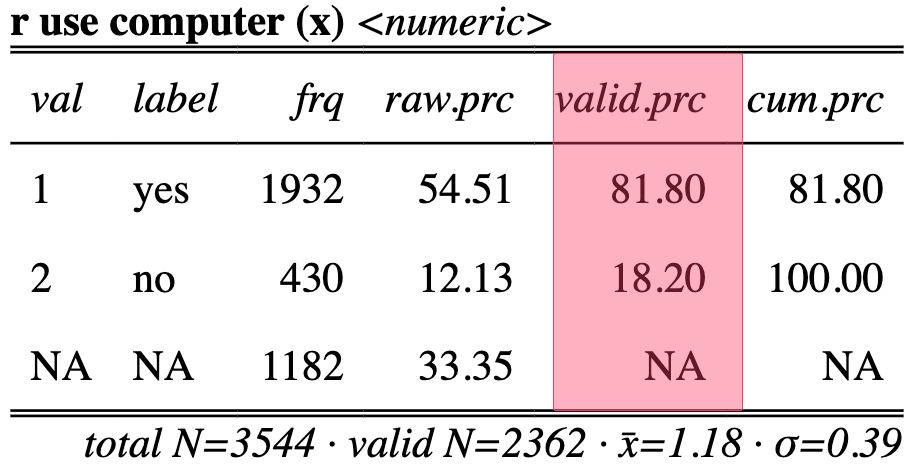 r use computer (x) <numeric>
val label frq raw.prc valid.prc cum.prc
1 yes 1932 54.51 81.80 81.80
2 no 430 12.13 18.20 100.00
NA NA 1182 33.35 NA NA
total N=3544 · valid N=2362 · x̄=1.18 · σ=0.39